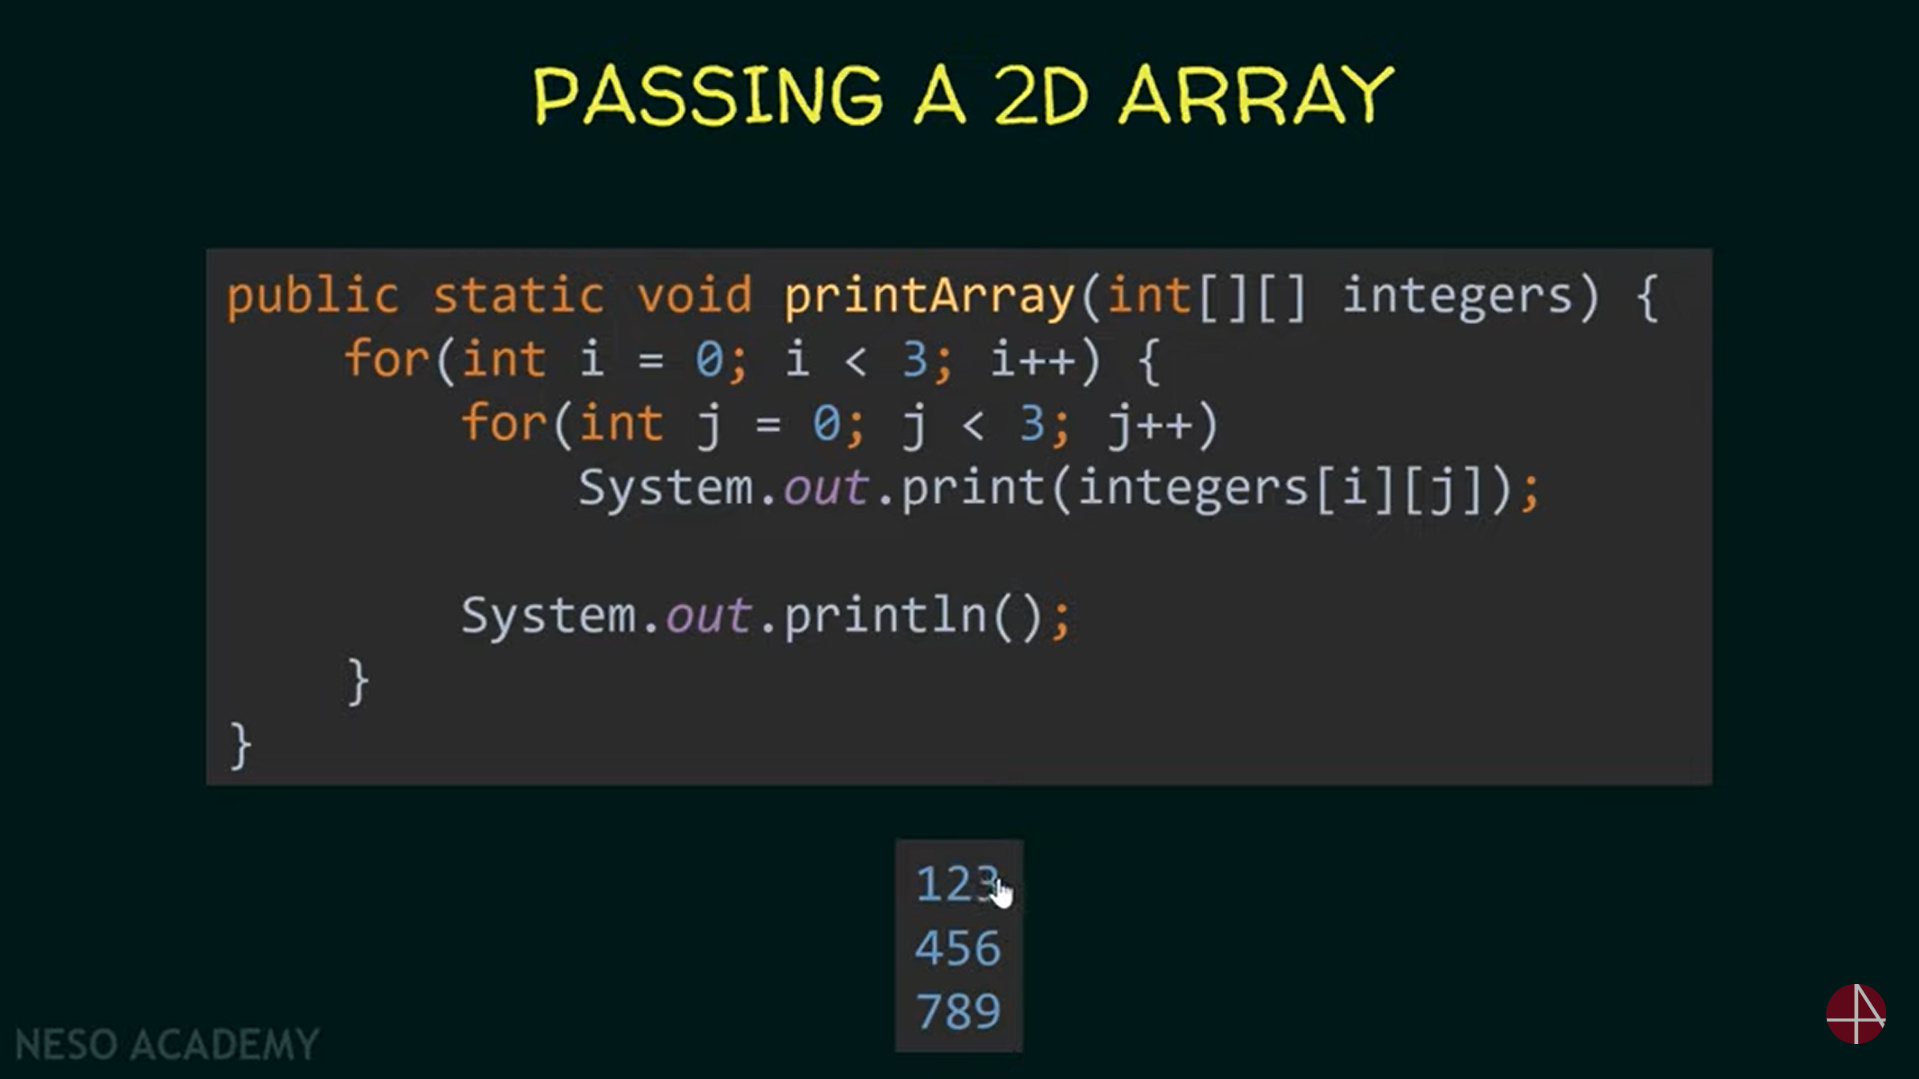 PASSING A 2D ARRAY
public static void printArray(int[][] integers) {
    for(int i = 0; i < 3; i++) {
        for(int j = 0; j < 3; j++)
            System.out.print(integers[i][j]);

        System.out.println();
    }
}
123
456
789
NESO ACADEMY